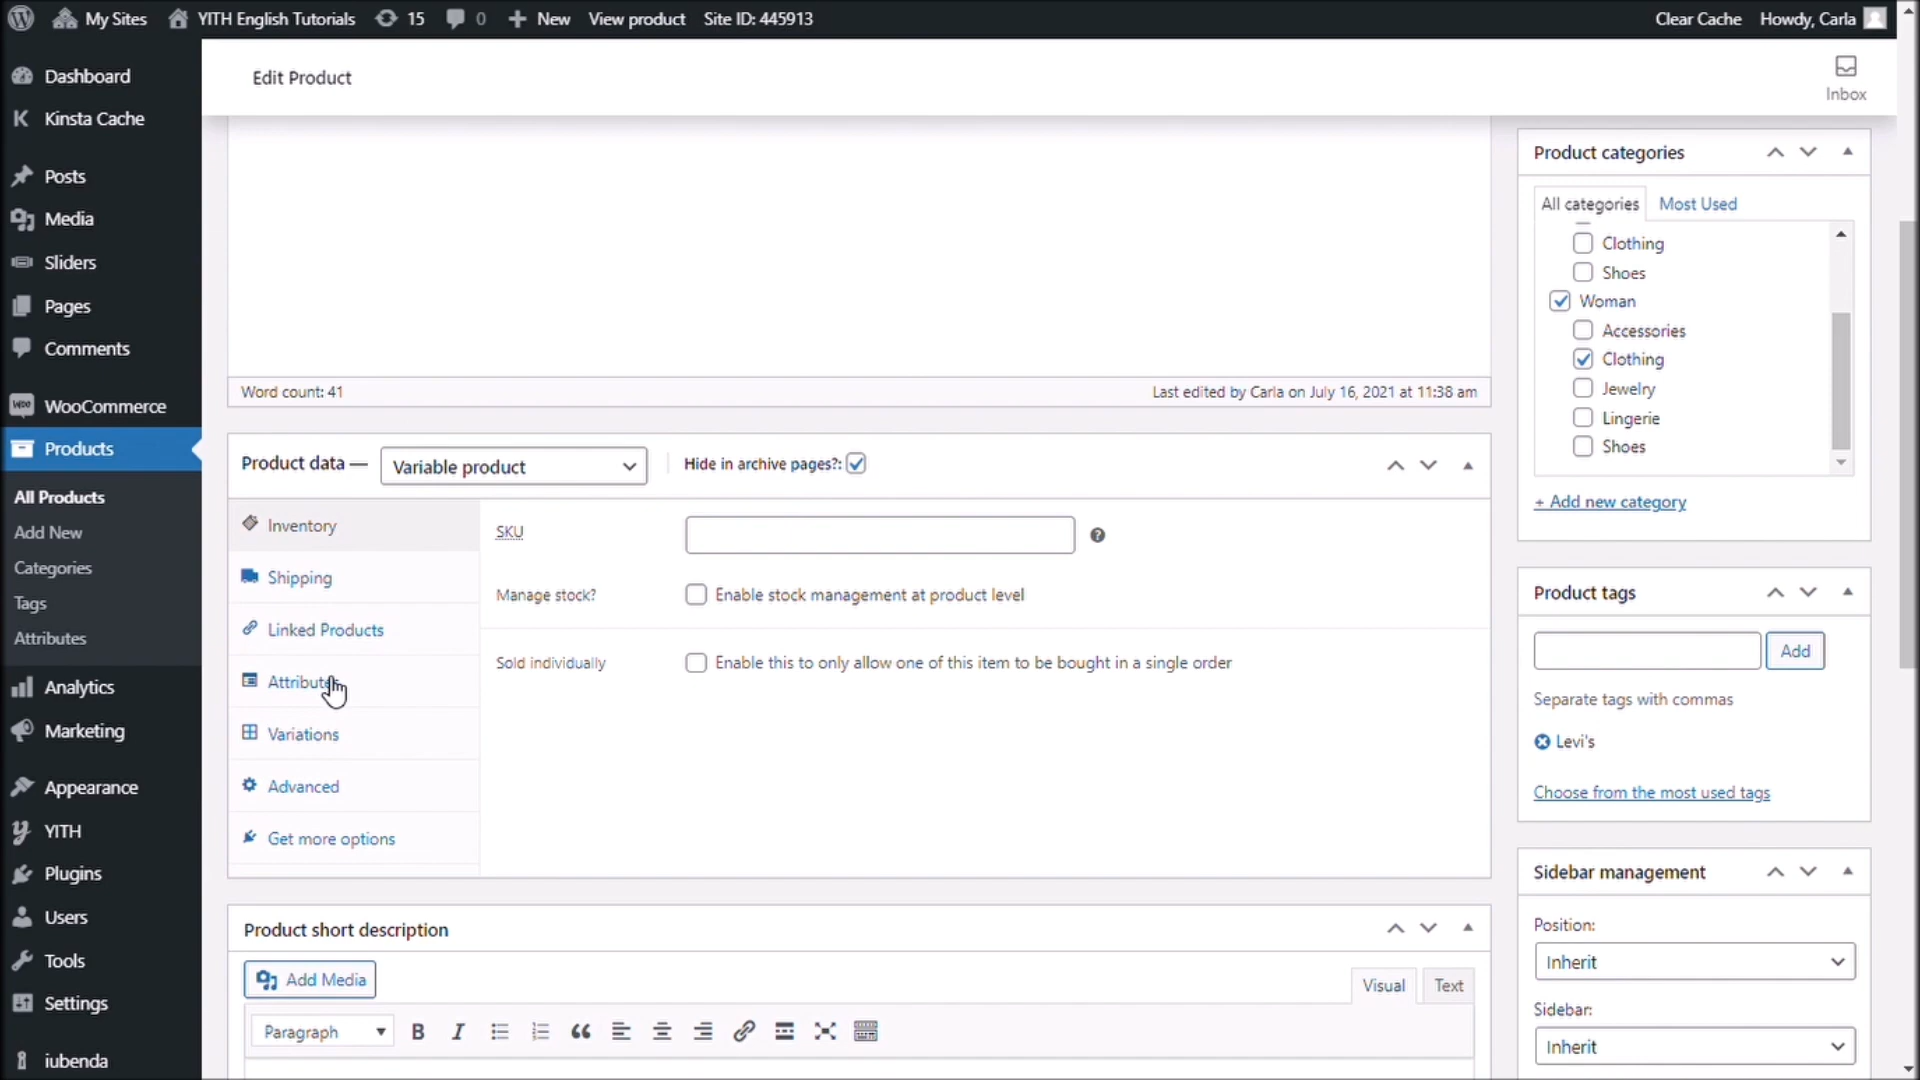 My Sites YITH English Tutorials 15 0 New View product Site ID: 445913 Clear Cache Howdy, Carla
Edit Product
Inbox
Dashboard
Kinsta Cache
Posts
Media
Sliders
Pages
Comments
WooCommerce
Products
All Products
Add New
Categories
Tags
Attributes
Analytics
Marketing
Appearance
YITH
Plugins
Users
Tools
Settings
iubenda
Word count: 41 Last edited by Carla on July 16, 2021 at 11:38 am
Product data — Variable product Hide in archive pages?:
Inventory
Shipping
Linked Products
Attributes
Variations
Advanced
Get more options
SKU
Manage stock? Enable stock management at product level
Sold individually Enable this to only allow one of this item to be bought in a single order
Product short description
Add Media
Visual Text
Paragraph
Product categories
All categories Most Used
Clothing
Shoes
Woman
Accessories
Clothing
Jewelry
Lingerie
Shoes
+ Add new category
Product tags
Add
Separate tags with commas
Levi's
Choose from the most used tags
Sidebar management
Position:
Inherit
Sidebar:
Inherit